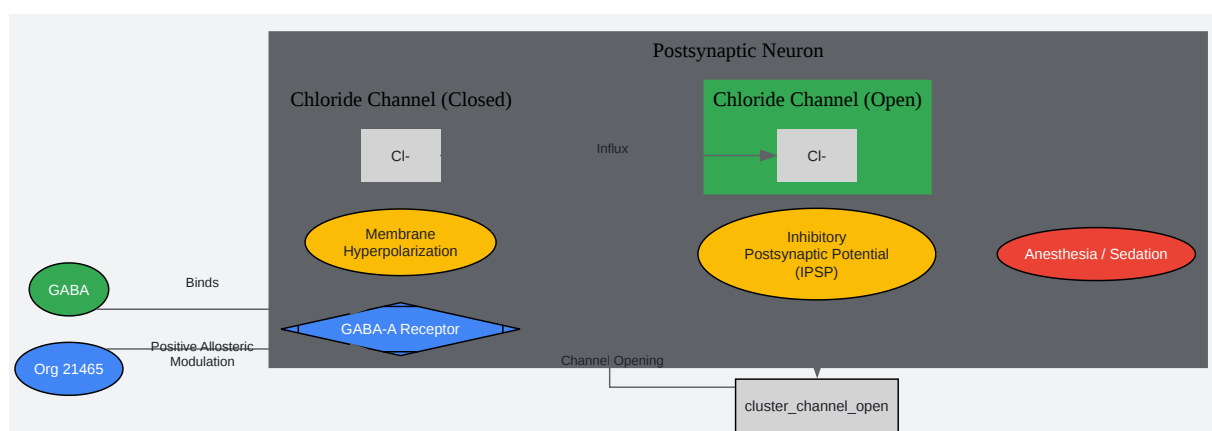 Postsynaptic Neuron
Chloride Channel (Closed)
Chloride Channel (Open)
Cl-
Influx
Cl-
Membrane
Hyperpolarization
Inhibitory
Postsynaptic Potential
(IPSP)
Anesthesia / Sedation
GABA
Binds
GABA-A Receptor
Positive Allosteric
Modulation
Org 21465
Channel Opening
cluster_channel_open